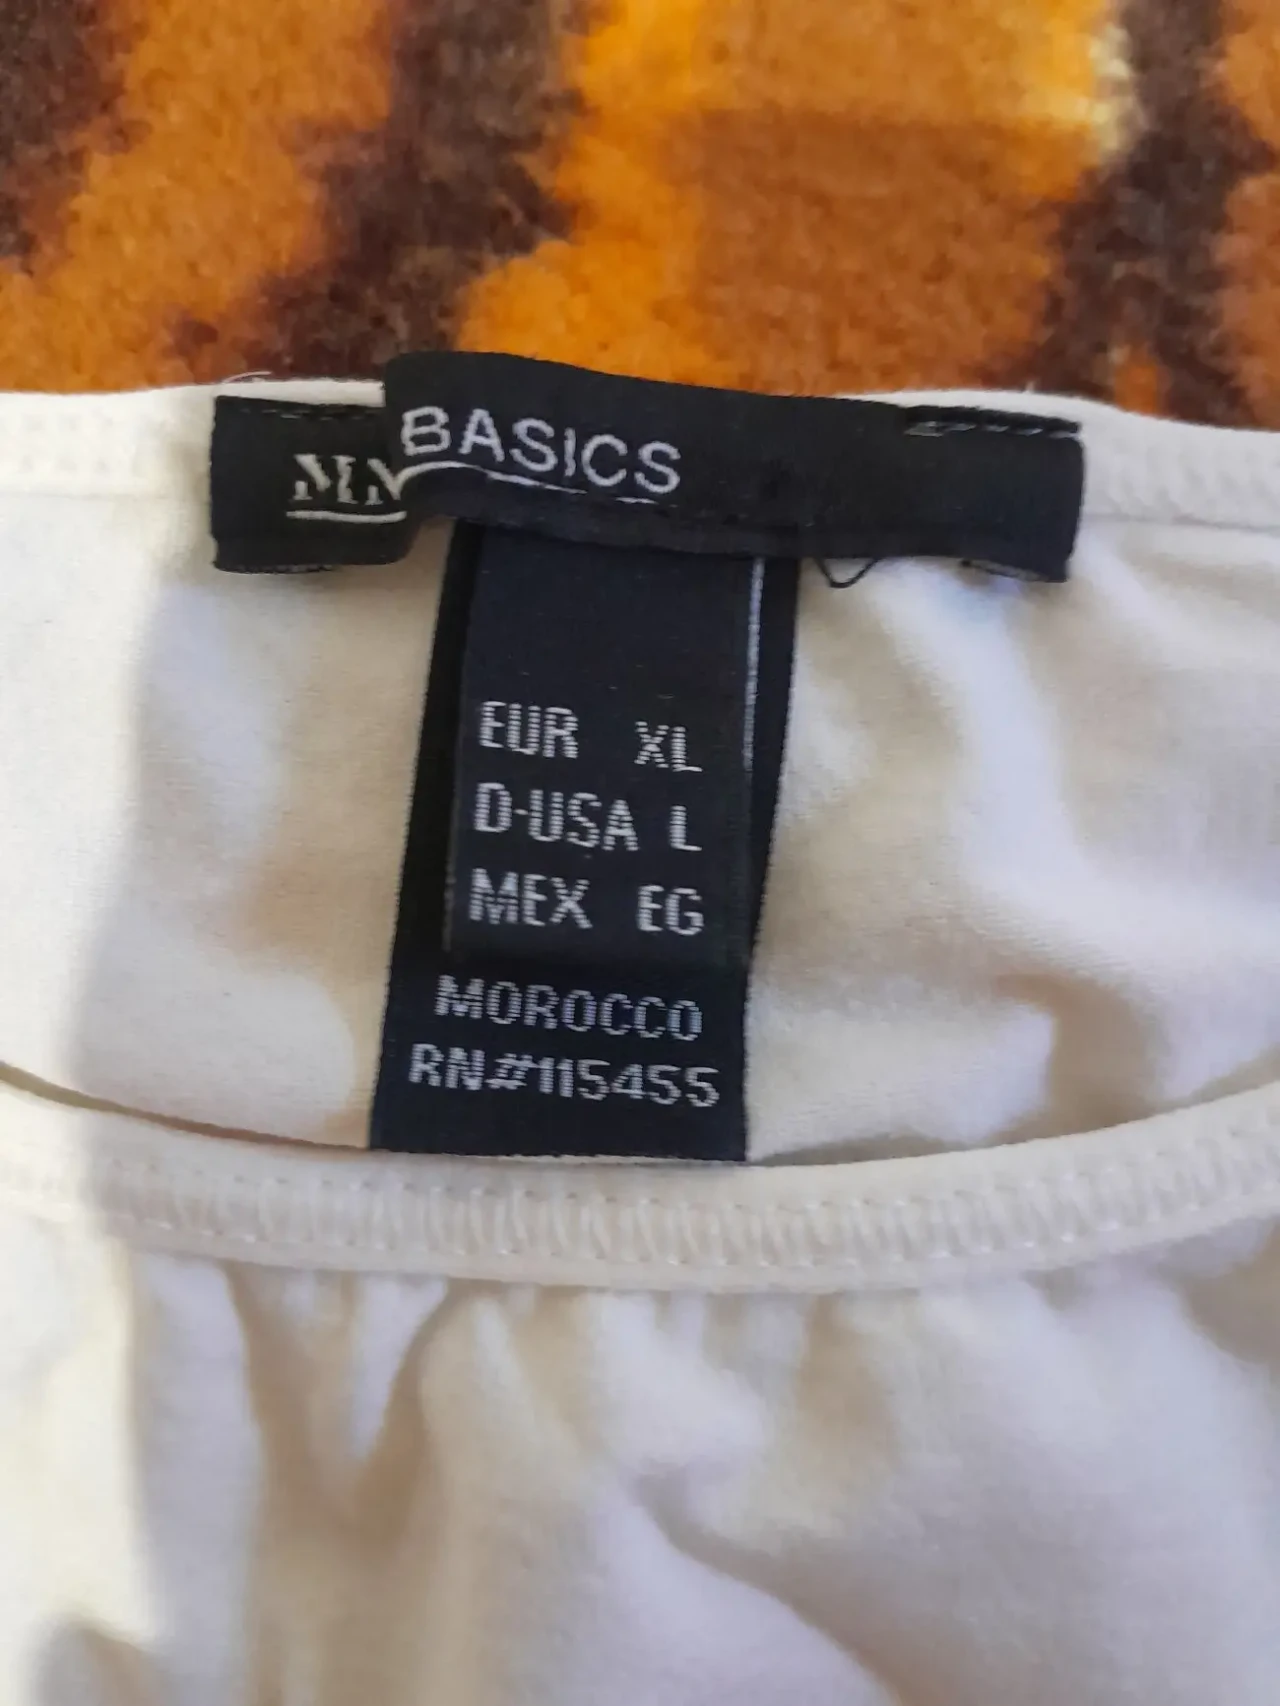 BASICS
EUR XL
D-USA L
MEX EG
MOROCCO
RN#115455